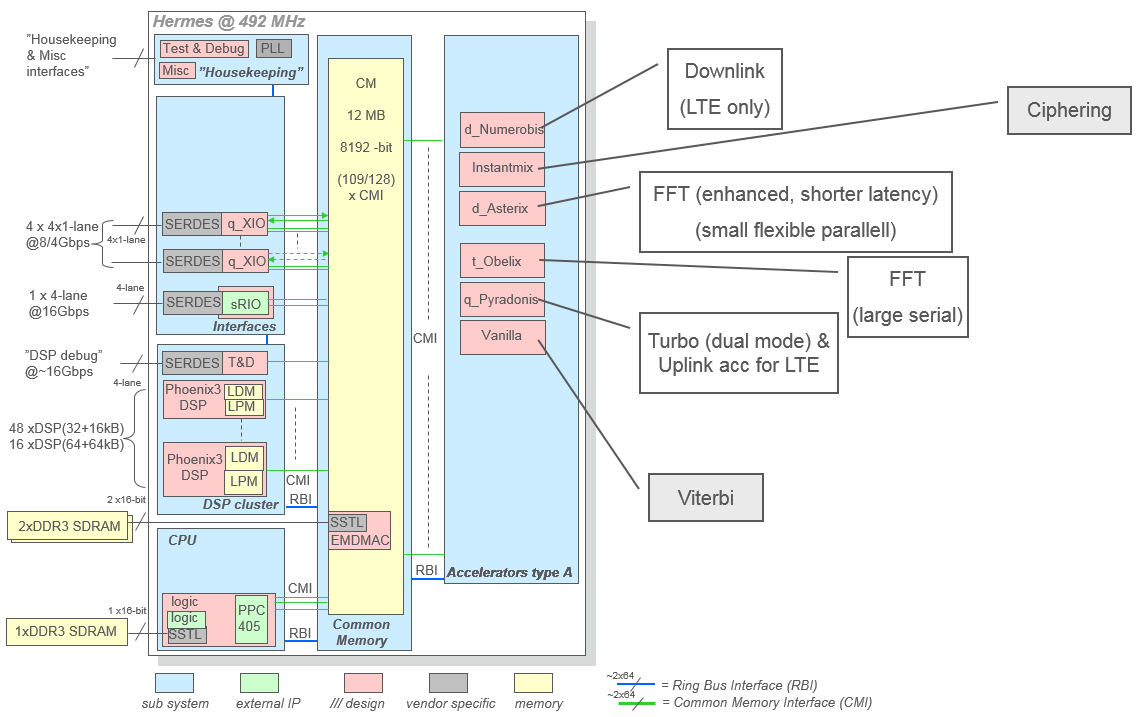 Hermes @ 492 MHz
"Housekeeping
& Misc
interfaces"
Test & Debug
PLL
Misc
"Housekeeping"
CM
12 MB
8192 -bit
(109/128)
x CMI
d_Numerobis
Instantmix
d_Asterix
t_Obelix
q_Pyradonis
Vanilla
Downlink
(LTE only)
Ciphering
FFT (enhanced, shorter latency)
(small flexible parallell)
FFT
(large serial)
Turbo (dual mode) &
Uplink acc for LTE
Viterbi
4 x 4x1-lane
@8/4Gbps
4x1-lane
SERDES
q_XIO
SERDES
q_XIO
1 x 4-lane
@16Gbps
4-lane
SERDES
sRIO
Interfaces
"DSP debug"
@~16Gbps
4-lane
SERDES
T&D
Phoenix3
DSP
LDM
LPM
48 xDSP(32+16kB)
16 xDSP(64+64kB)
Phoenix3
DSP
LDM
LPM
DSP cluster
CMI
RBI
CMI
2 x16-bit
2xDDR3 SDRAM
SSTL
EMDMAC
CPU
logic
logic
SSTL
PPC
405
CMI
RBI
1 x16-bit
1xDDR3 SDRAM
Common
Memory
RBI
Accelerators type A
sub system
external IP
/// design
vendor specific
memory
~2x64
= Ring Bus Interface (RBI)
~2x64
= Common Memory Interface (CMI)